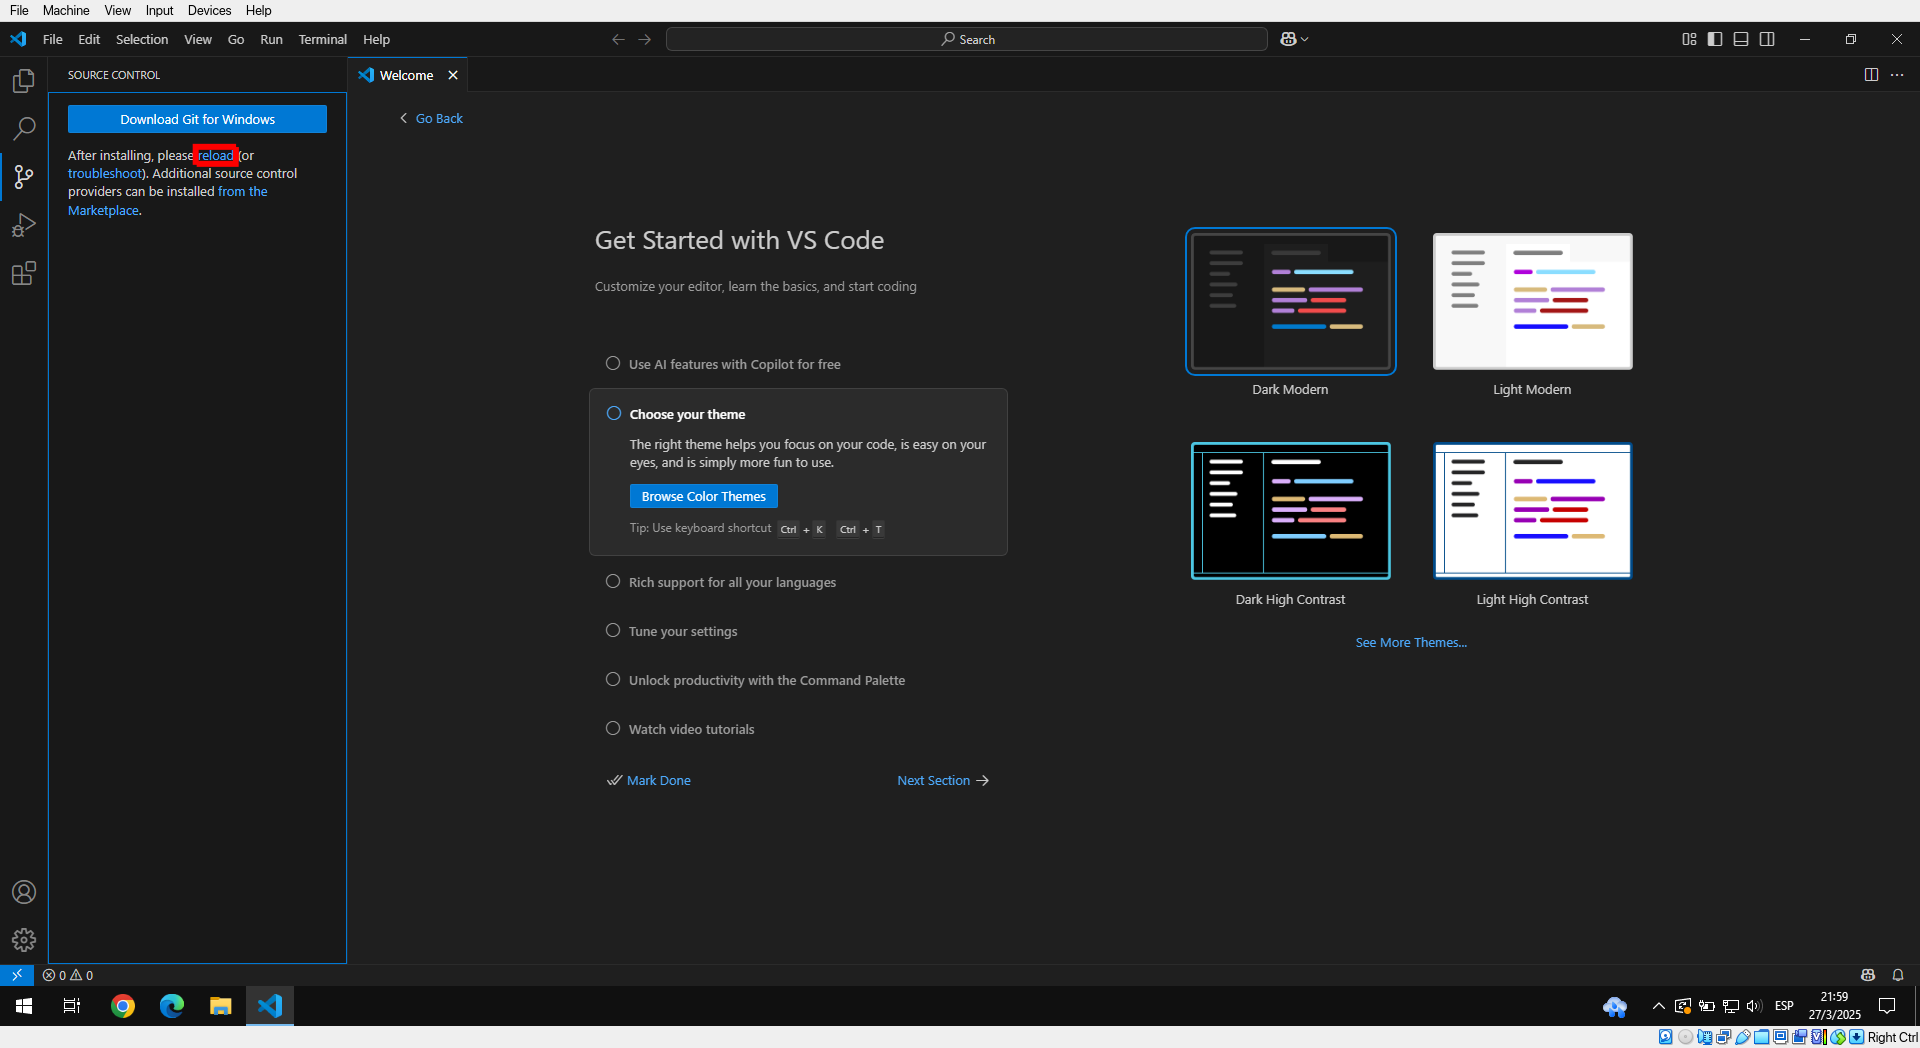 File Machine View Input Devices Help
File Edit Selection View Go Run Terminal Help
Search
SOURCE CONTROL
Welcome
Download Git for Windows
After installing, please reload (or
troubleshoot). Additional source control
providers can be installed from the
Marketplace.
Go Back
Get Started with VS Code
Customize your editor, learn the basics, and start coding
Use AI features with Copilot for free
Choose your theme
The right theme helps you focus on your code, is easy on your
eyes, and is simply more fun to use.
Browse Color Themes
Tip: Use keyboard shortcut Ctrl + K Ctrl + T
Rich support for all your languages
Tune your settings
Unlock productivity with the Command Palette
Watch video tutorials
Mark Done
Next Section
Dark Modern
Light Modern
Dark High Contrast
Light High Contrast
See More Themes...
0 0
ESP
21:59
27/3/2025
Right Ctrl